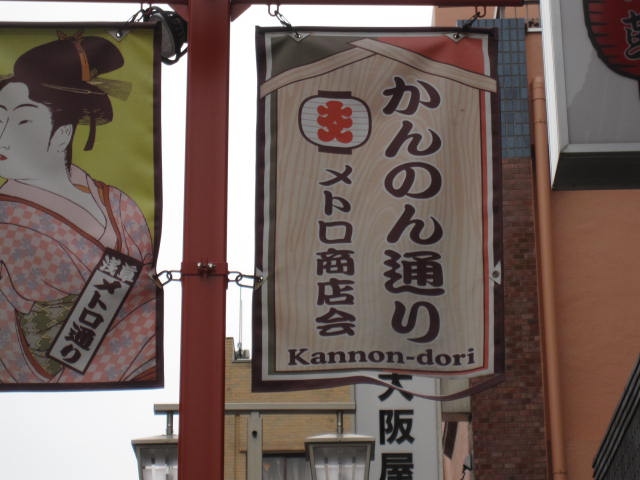 かんのん通り
メトロ商店会
Kannon-dori
浅草
メトロ通り
大阪屋